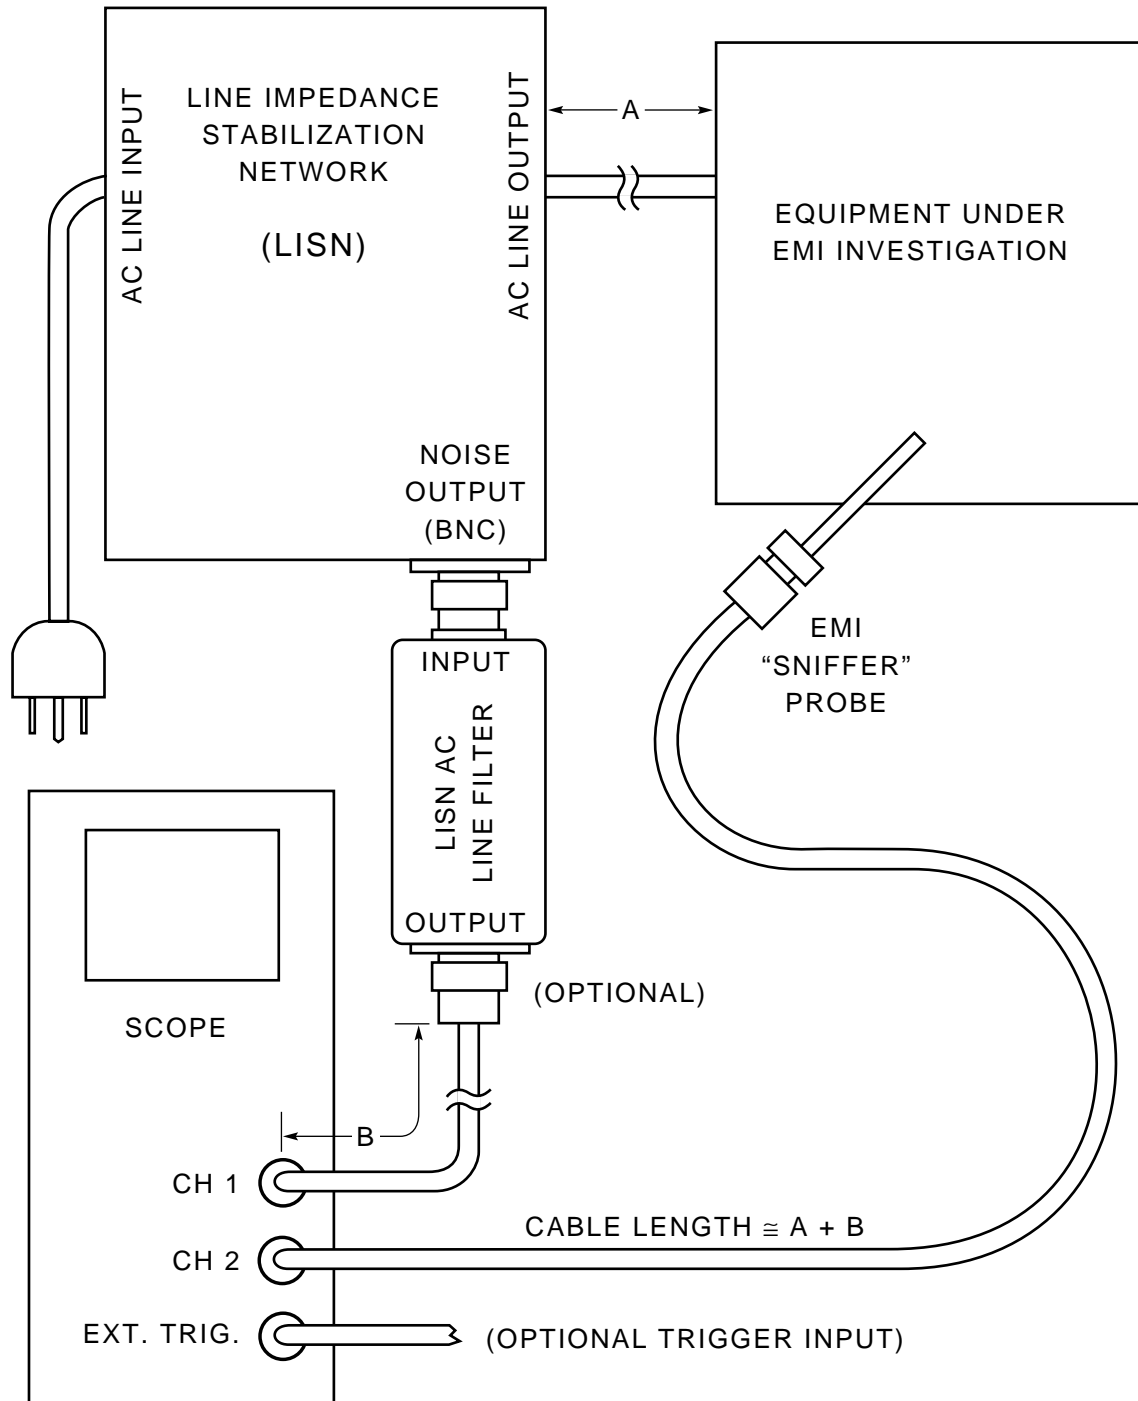 LINE IMPEDANCE
STABILIZATION
NETWORK
(LISN)
AC LINE INPUT
AC LINE OUTPUT
A
EQUIPMENT UNDER
EMI INVESTIGATION
NOISE
OUTPUT
(BNC)
EMI
“SNIFFER”
PROBE
INPUT
LISN AC
LINE FILTER
OUTPUT
(OPTIONAL)
SCOPE
B
CH 1
CABLE LENGTH ≅ A + B
CH 2
EXT. TRIG.
(OPTIONAL TRIGGER INPUT)